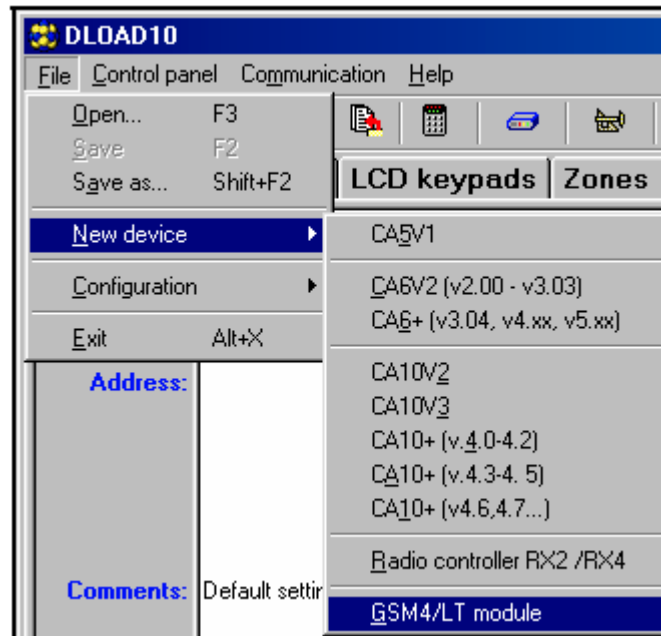 DLOAD10
File Control panel Communication Help
Open... F3
Save F2
Save as... Shift+F2
LCD keypads Zones
New device
CA5V1
Configuration
CA6V2 (v2.00 - v3.03)
CA6+ (v3.04, v4.xx, v5.xx)
Exit Alt+X
Address:
CA10V2
CA10V3
CA10+ (v.4.0-4.2)
CA10+ (v.4.3-4. 5)
CA10+ (v4.6,4.7...)
Radio controller RX2 /RX4
Comments: Default settin
GSM4/LT module